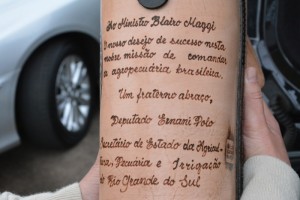 Ao Ministro Blairo Maggi
O nosso desejo de sucesso nesta
nobre missão de comandar
a agropecuária brasileira.
Um fraterno abraço,
Deputado Ernani Polo
Secretário de Estado da Agricul-
tura, Pecuária e Irrigação
do Rio Grande do Sul